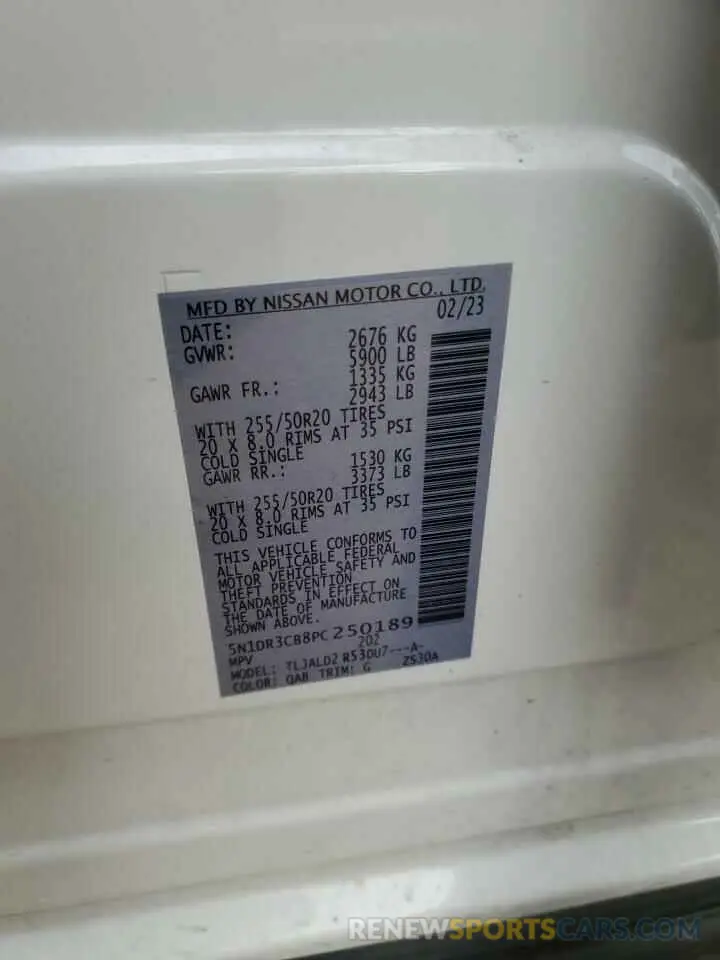 MFD BY NISSAN MOTOR CO., LTD.
DATE: 02/23
GVWR: 2676 KG
5900 LB
GAWR FR.: 1335 KG
2943 LB
WITH 255/50R20 TIRES
20 X 8.0 RIMS AT 35 PSI
COLD SINGLE
GAWR RR.: 1530 KG
3373 LB
WITH 255/50R20 TIRES
20 X 8.0 RIMS AT 35 PSI
COLD SINGLE
THIS VEHICLE CONFORMS TO
ALL APPLICABLE FEDERAL
MOTOR VEHICLE SAFETY AND
THEFT PREVENTION
STANDARDS IN EFFECT ON
THE DATE OF MANUFACTURE
SHOWN ABOVE.
5N1DR3CB8PC250189
MPV 202
MODEL: TLJALD2 R530U7---A-
COLOR: QAB TRIM: G ZS30A
RENEWSPORTSCARS.COM